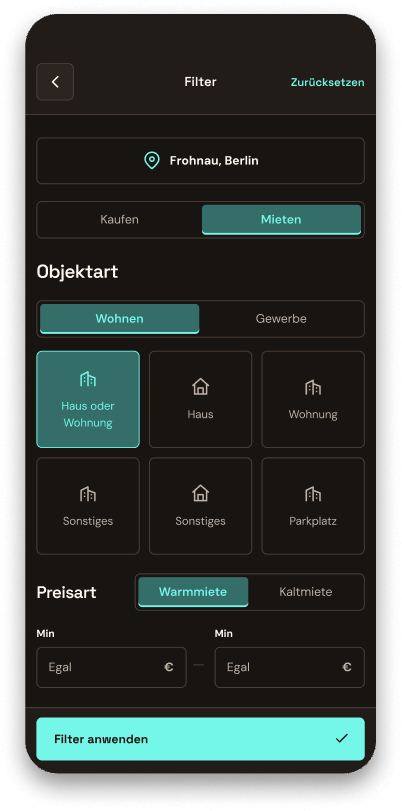 Filter
Zurücksetzen
Frohnau, Berlin
Kaufen
Mieten
Objektart
Wohnen
Gewerbe
Haus oder
Wohnung
Haus
Wohnung
Sonstiges
Sonstiges
Parkplatz
Preisart
Warmmiete
Kaltmiete
Min
Min
Egal €
Egal €
Filter anwenden